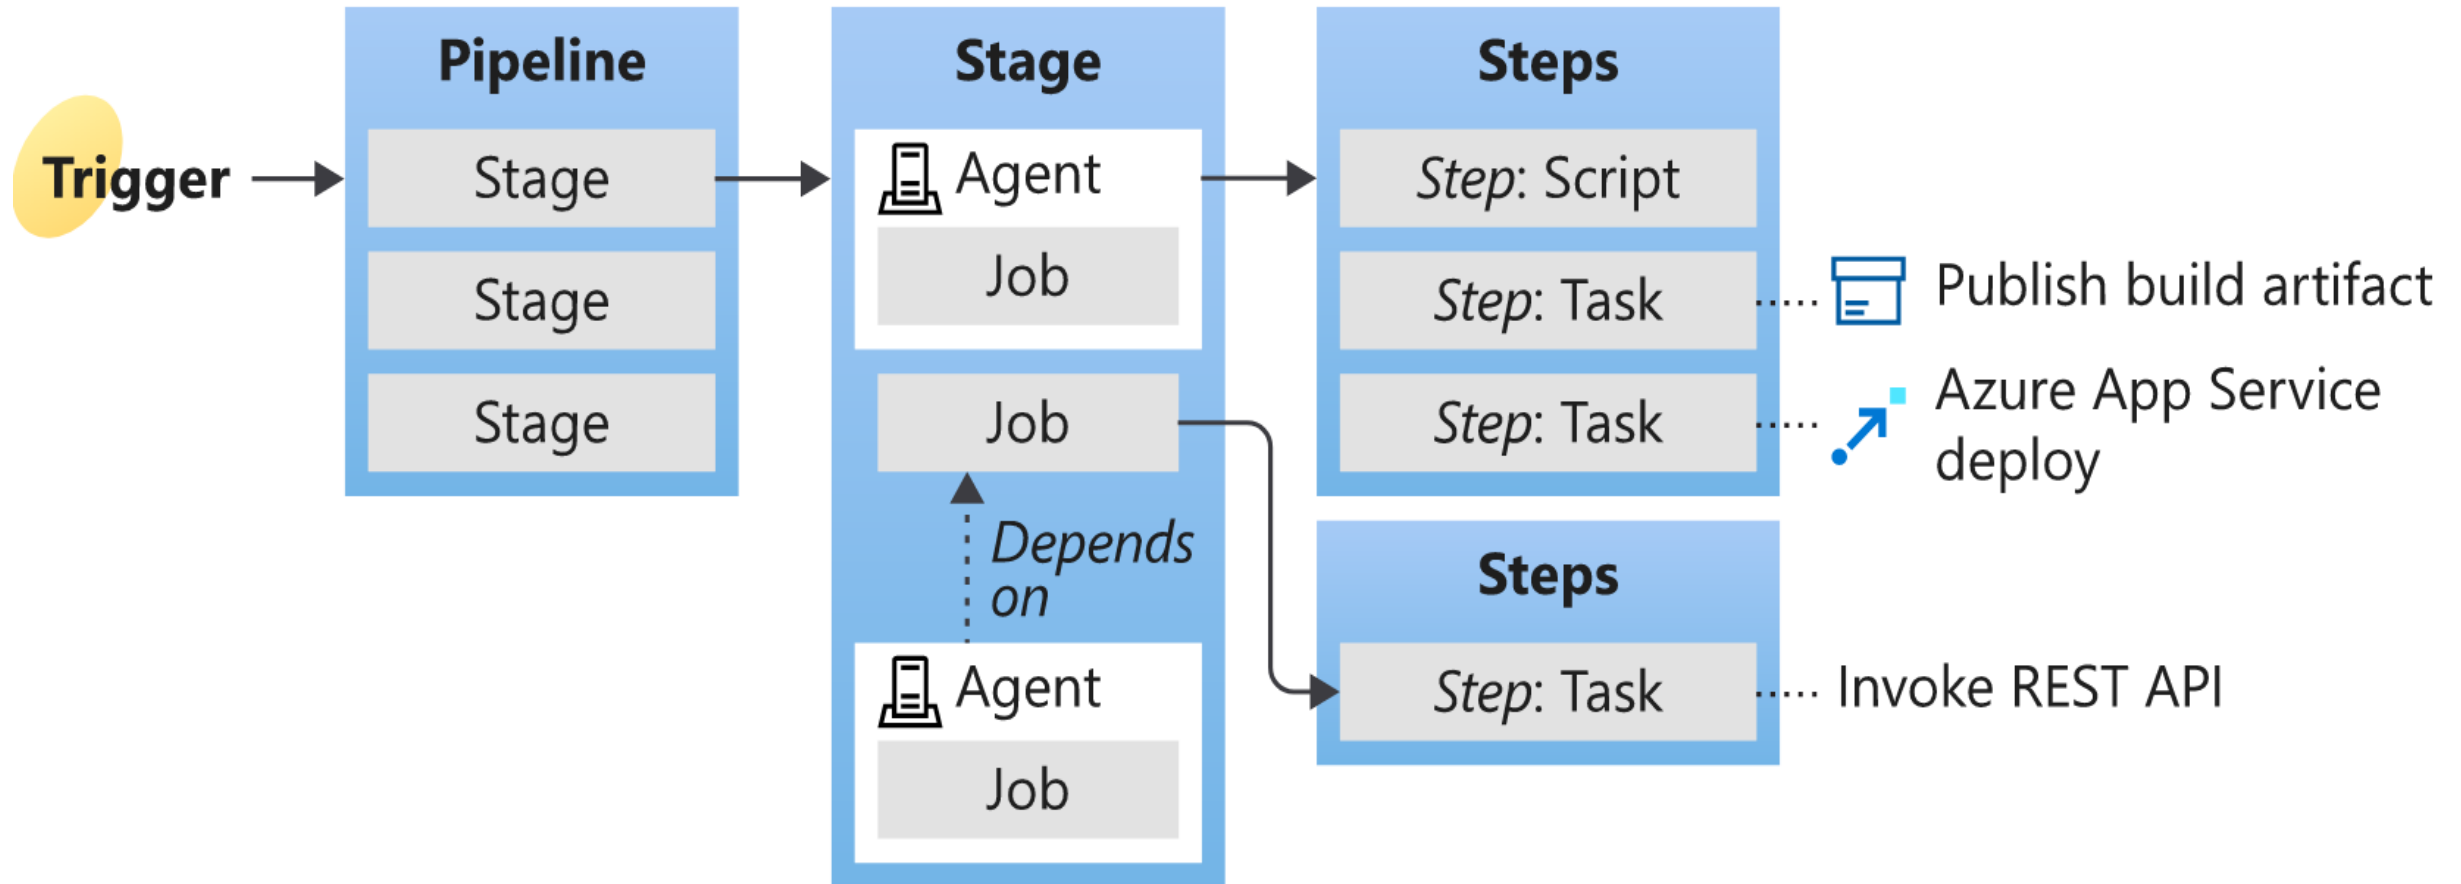 Trigger
Pipeline
Stage
Stage
Stage
Stage
Agent
Job
Job
Depends
on
Agent
Job
Steps
Step: Script
Step: Task
Step: Task
Publish build artifact
Azure App Service
deploy
Steps
Step: Task
Invoke REST API